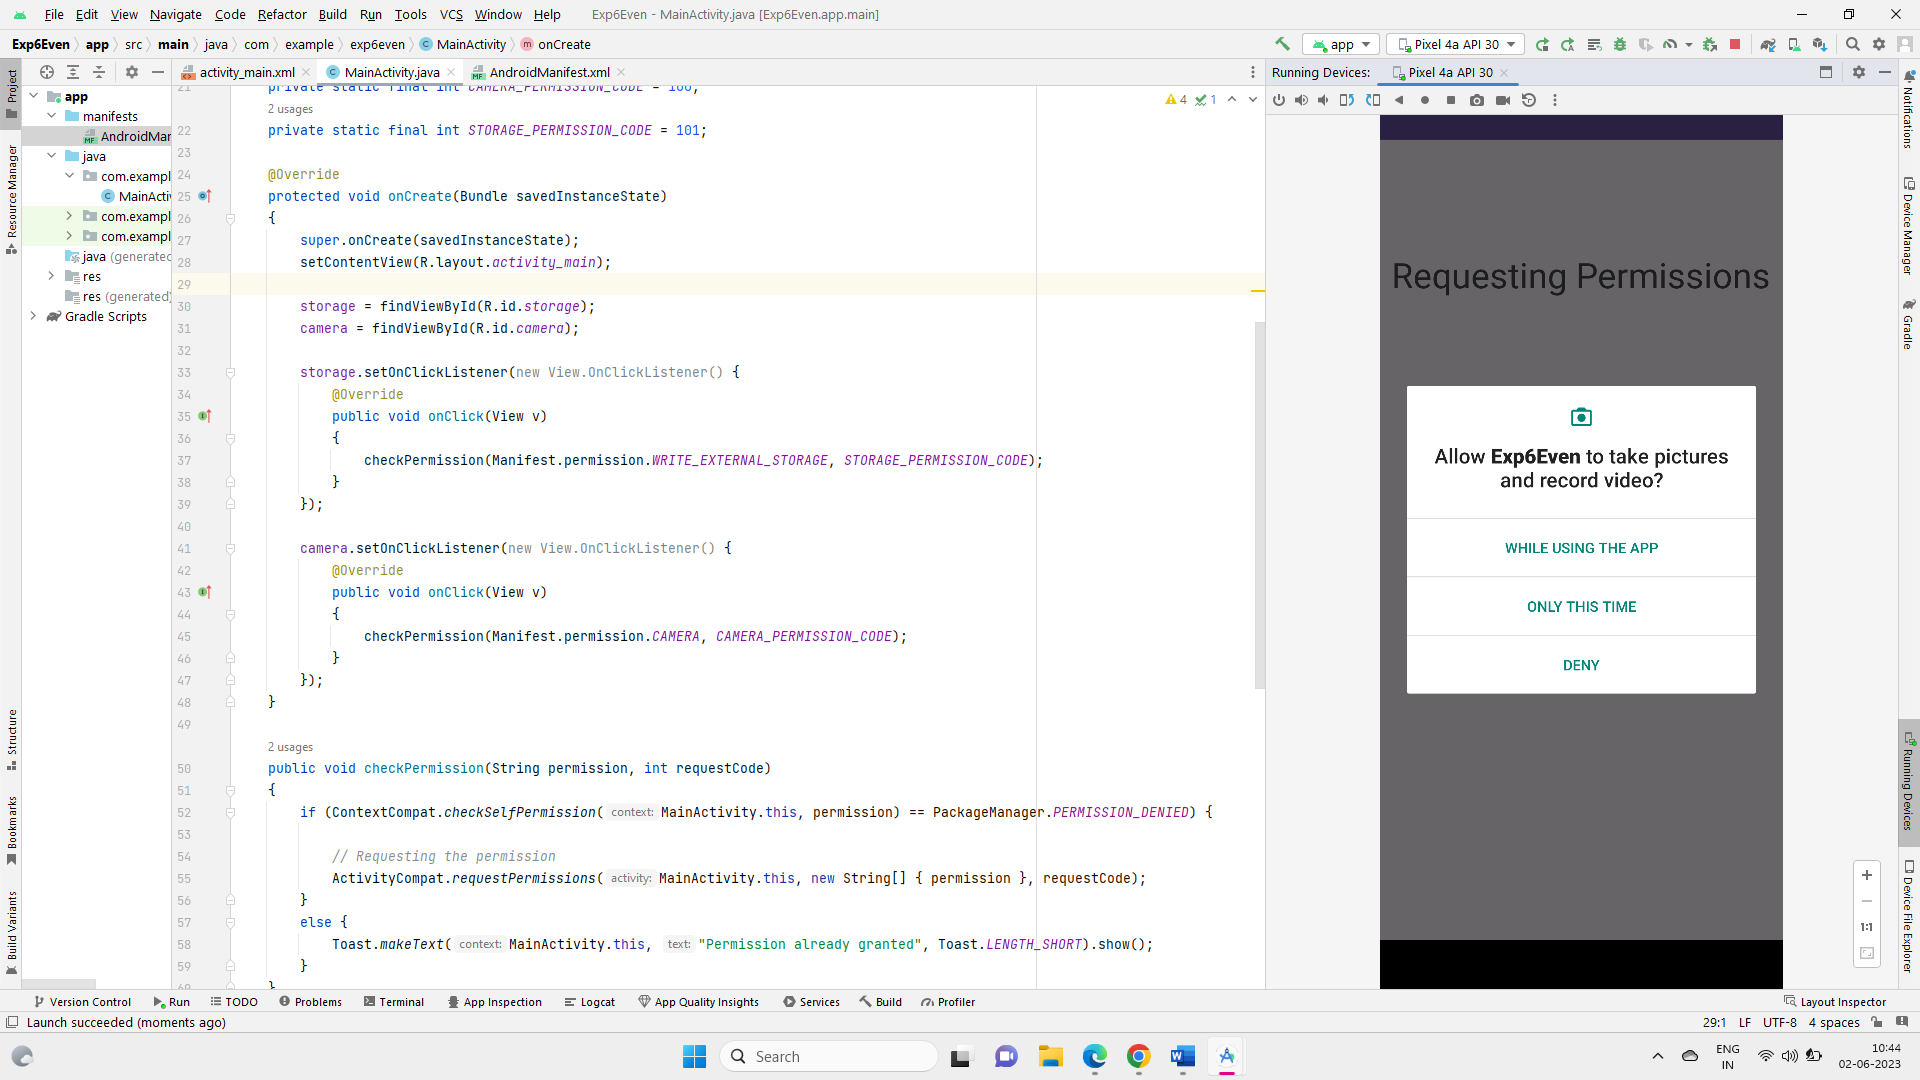 File Edit View Navigate Code Refactor Build Run Tools VCS Window Help Exp6Even - MainActivity.java [Exp6Even.app.main]
Exp6Even app src main java com example exp6even MainActivity onCreate app Pixel 4a API 30
activity_main.xml MainActivity.java AndroidManifest.xml Running Devices: Pixel 4a API 30
Project
Resource Manager
Structure
Bookmarks
Build Variants
app
manifests
AndroidMar
java
com.exampl
MainActiv
com.exampl
com.exampl
java (generated
res
res (generated)
Gradle Scripts
4 1
21 private static final int CAMERA_PERMISSION_CODE = 100;
2 usages
22 private static final int STORAGE_PERMISSION_CODE = 101;
23
24 @Override
25 protected void onCreate(Bundle savedInstanceState)
26 {
27 super.onCreate(savedInstanceState);
28 setContentView(R.layout.activity_main);
29
30 storage = findViewById(R.id.storage);
31 camera = findViewById(R.id.camera);
32
33 storage.setOnClickListener(new View.OnClickListener() {
34 @Override
35 public void onClick(View v)
36 {
37 checkPermission(Manifest.permission.WRITE_EXTERNAL_STORAGE, STORAGE_PERMISSION_CODE);
38 }
39 });
40
41 camera.setOnClickListener(new View.OnClickListener() {
42 @Override
43 public void onClick(View v)
44 {
45 checkPermission(Manifest.permission.CAMERA, CAMERA_PERMISSION_CODE);
46 }
47 });
48 }
49
2 usages
50 public void checkPermission(String permission, int requestCode)
51 {
52 if (ContextCompat.checkSelfPermission( context: MainActivity.this, permission) == PackageManager.PERMISSION_DENIED) {
53
54 // Requesting the permission
55 ActivityCompat.requestPermissions( activity: MainActivity.this, new String[] { permission }, requestCode);
56 }
57 else {
58 Toast.makeText( context: MainActivity.this, text: "Permission already granted", Toast.LENGTH_SHORT).show();
59 }
60 }
Requesting Permissions
Allow Exp6Even to take pictures
and record video?
WHILE USING THE APP
ONLY THIS TIME
DENY
1:1
Notifications
Device Manager
Gradle
Running Devices
Device File Explorer
Version Control Run TODO Problems Terminal App Inspection Logcat App Quality Insights Services Build Profiler Layout Inspector
Launch succeeded (moments ago) 29:1 LF UTF-8 4 spaces
Search
ENG
IN
10:44
02-06-2023